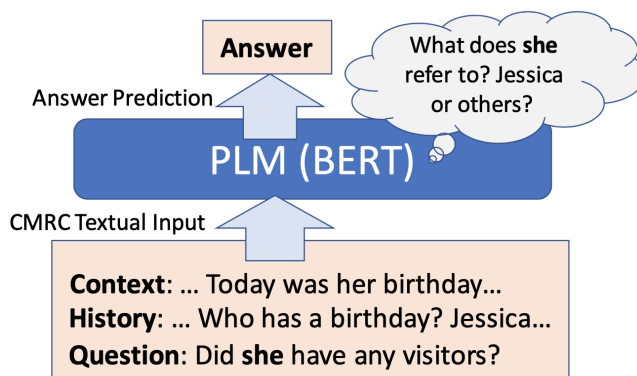 Answer
What does she
refer to? Jessica
or others?
Answer Prediction
PLM (BERT)
CMRC Textual Input
Context: ... Today was her birthday...
History: ... Who has a birthday? Jessica...
Question: Did she have any visitors?